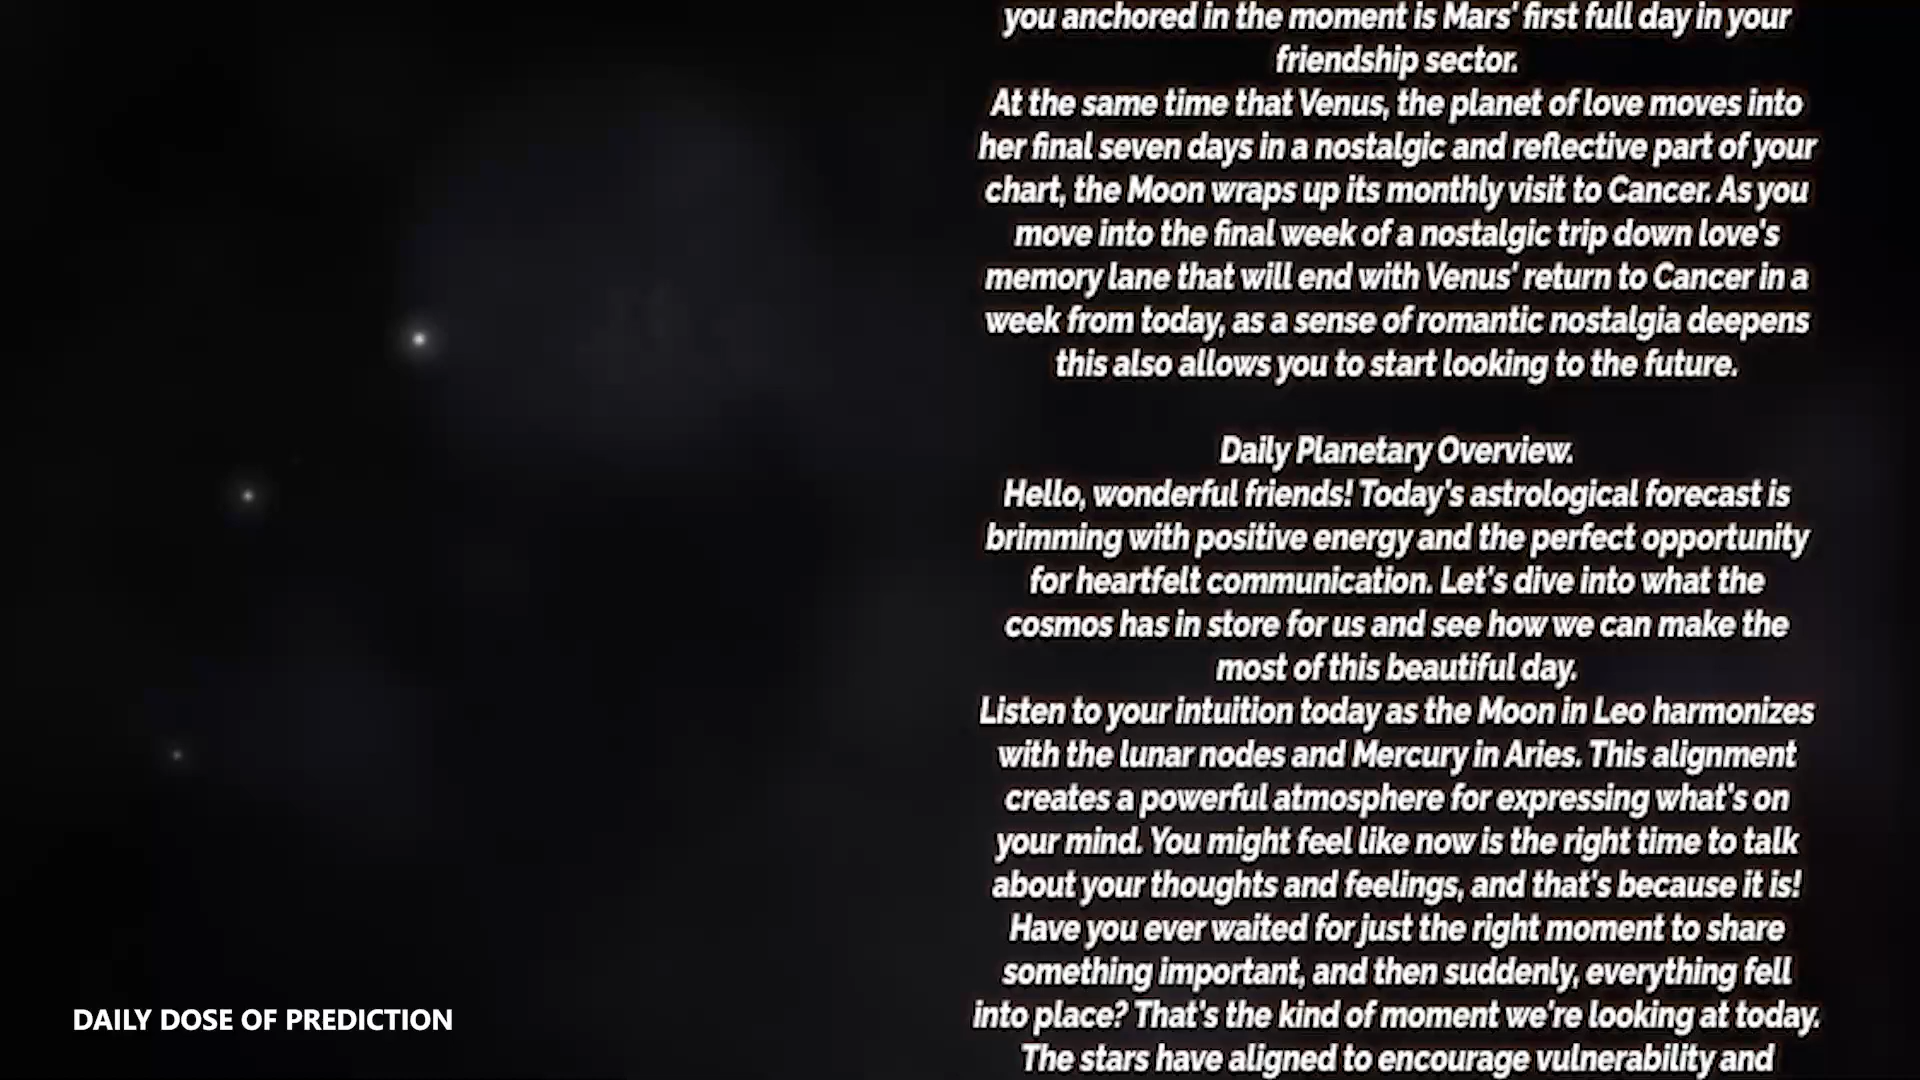 you anchored in the moment is Mars' first full day in your
friendship sector.
At the same time that Venus, the planet of love moves into
her final seven days in a nostalgic and reflective part of your
chart, the Moon wraps up its monthly visit to Cancer. As you
move into the final week of a nostalgic trip down love's
memory lane that will end with Venus' return to Cancer in a
week from today, as a sense of romantic nostalgia deepens
this also allows you to start looking to the future.
Daily Planetary Overview.
Hello, wonderful friends! Today's astrological forecast is
brimming with positive energy and the perfect opportunity
for heartfelt communication. Let's dive into what the
cosmos has in store for us and see how we can make the
most of this beautiful day.
Listen to your intuition today as the Moon in Leo harmonizes
with the lunar nodes and Mercury in Aries. This alignment
creates a powerful atmosphere for expressing what's on
your mind. You might feel like now is the right time to talk
about your thoughts and feelings, and that's because it is!
Have you ever waited for just the right moment to share
something important, and then suddenly, everything fell
into place? That's the kind of moment we're looking at today.
The stars have aligned to encourage vulnerability and
DAILY DOSE OF PREDICTION